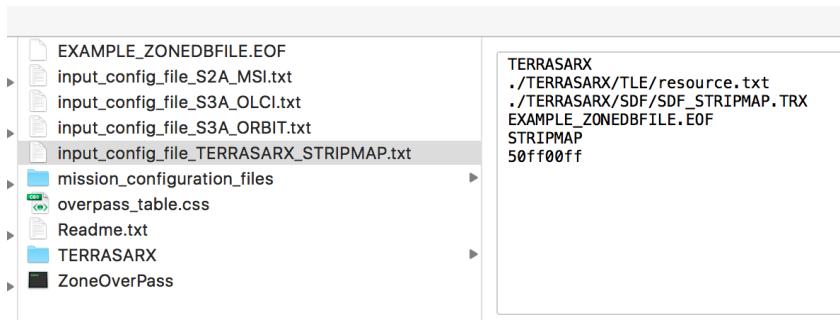 EXAMPLE_ZONEDBFILE.EOF
input_config_file_S2A_MSI.txt
input_config_file_S3A_OLCI.txt
input_config_file_S3A_ORBIT.txt
input_config_file_TERRASARX_STRIPMAP.txt
mission_configuration_files
overpass_table.css
Readme.txt
TERRASARX
ZoneOverPass
TERRASARX
./TERRASARX/TLE/resource.txt
./TERRASARX/SDF/SDF_STRIPMAP.TRX
EXAMPLE_ZONEDBFILE.EOF
STRIPMAP
50ff00ff